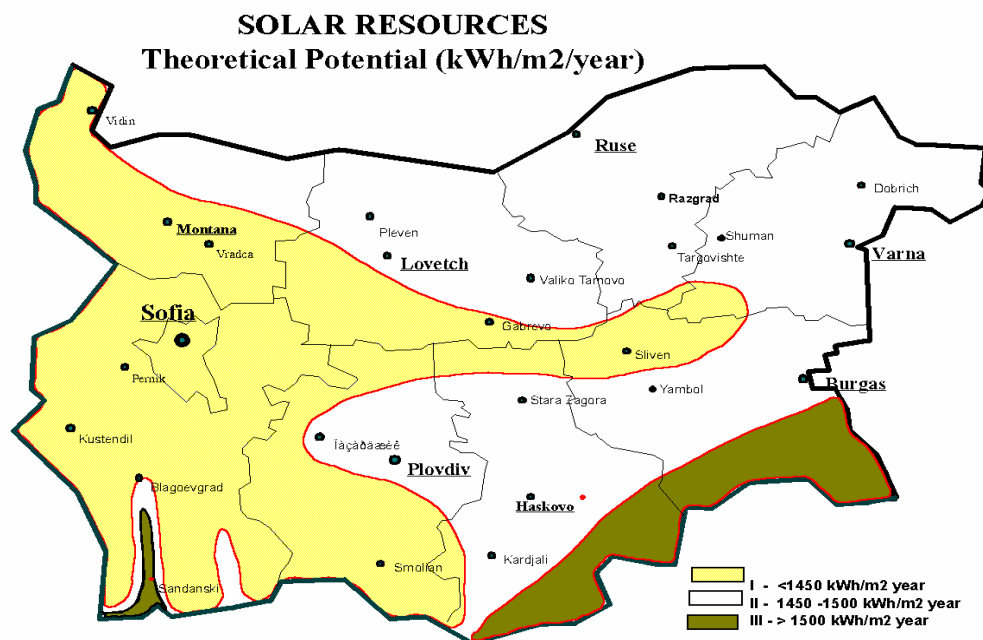 SOLAR RESOURCES
Theoretical Potential (kWh/m2/year)
Vidin
Ruse
Dobrich
Razgrad
Montana
Pleven
Shuman
Vradca
Targovishte
Varna
Lovetch
Valiko Tarnovo
Sofia
Gabrevo
Sliven
Pernik
Yambol
Burgas
Stara Zagora
Kustendil
Ïàçàðäæèê
Plovdiv
Blagoevgrad
Haskovo
Kardjali
Smolian
Sandanski
I - <1450 kWh/m2 year
II - 1450 -1500 kWh/m2 year
III - > 1500 kWh/m2 year